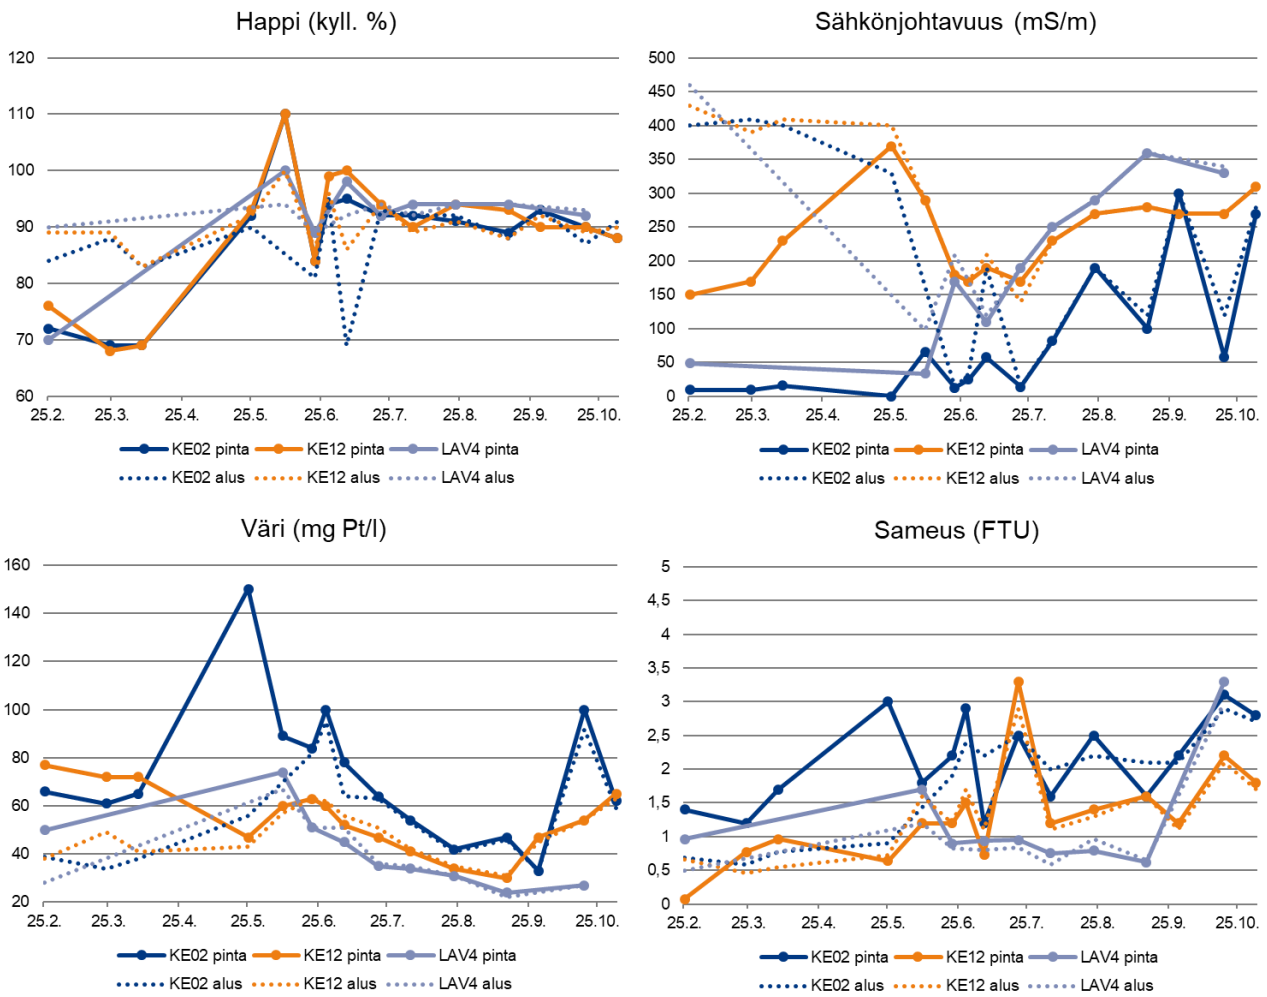 Happi (kyll. %)
120
110
100
90
80
70
60
25.2. 25.3. 25.4. 25.5. 25.6. 25.7. 25.8. 25.9. 25.10.
KE02 pinta KE12 pinta LAV4 pinta
KE02 alus KE12 alus LAV4 alus
Sähkönjohtavuus (mS/m)
500
450
400
350
300
250
200
150
100
50
0
25.2. 25.3. 25.4. 25.5. 25.6. 25.7. 25.8. 25.9. 25.10.
KE02 pinta KE12 pinta LAV4 pinta
KE02 alus KE12 alus LAV4 alus
Väri (mg Pt/l)
160
140
120
100
80
60
40
20
25.2. 25.3. 25.4. 25.5. 25.6. 25.7. 25.8. 25.9. 25.10.
KE02 pinta KE12 pinta LAV4 pinta
KE02 alus KE12 alus LAV4 alus
Sameus (FTU)
5
4,5
4
3,5
3
2,5
2
1,5
1
0,5
0
25.2. 25.3. 25.4. 25.5. 25.6. 25.7. 25.8. 25.9. 25.10.
KE02 pinta KE12 pinta LAV4 pinta
KE02 alus KE12 alus LAV4 alus